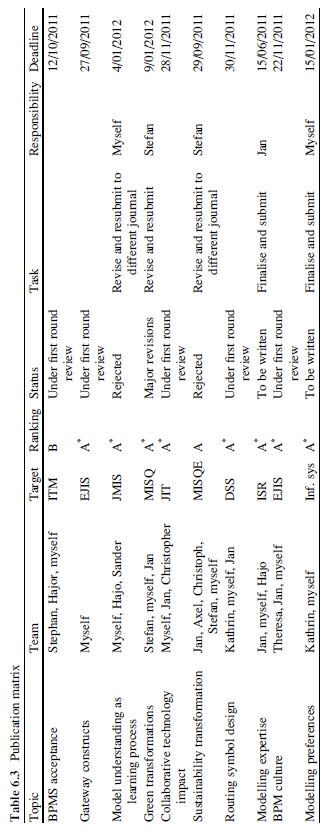 Table 6.3 Publication matrix
Topic Team Target Ranking Status Task Responsibility Deadline
BPMS acceptance Stephan, Hajor, myself ITM B Under first round 12/10/2011
review
Gateway constructs Myself EJIS A* Under first round 27/09/2011
review
Model understanding as Myself, Hajo, Sander JMIS A* Rejected Revise and resubmit to Myself 4/01/2012
learning process different journal
Green transformations Stefan, myself, Jan MISQ A* Major revisions Revise and resubmit Stefan 9/01/2012
Collaborative technology Myself, Jan, Christopher JIT A* Under first round 28/11/2011
impact review
Sustainability transformation Jan, Axel, Christoph, MISQE A Rejected Revise and resubmit to Stefan 29/09/2011
Stefan, myself different journal
Routing symbol design Kathrin, myself, Jan DSS A* Under first round 30/11/2011
review
Modelling expertise Jan, myself, Hajo ISR A* To be written Finalise and submit Jan 15/06/2011
BPM culture Theresa, Jan, myself EJIS A* Under first round 22/11/2011
review
Modelling preferences Kathrin, myself Inf. sys A* To be written Finalise and submit Myself 15/01/2012